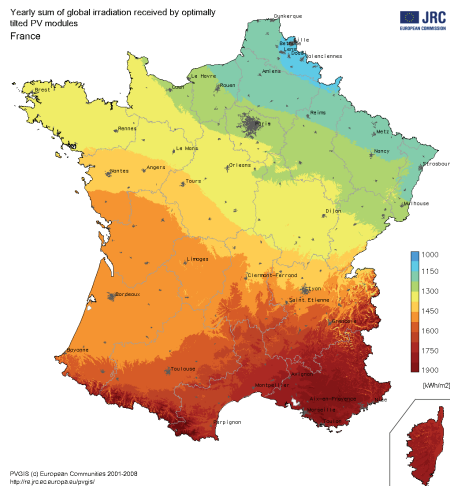 Yearly sum of global irradiation received by optimally
tilted PV modules
France
JRC
EUROPEAN COMMISSION
Dunkerque
Lille
Valenciennes
Amiens
Le Havre
Rouen
Caen
Reims
Metz
Paris
Nancy
Strasbourg
Brest
Rennes
Le Mans
Orleans
Angers
Nantes
Tours
Mulhouse
Dijon
Limoges
Clermont-Ferrand
Lyon
Saint Etienne
Bordeaux
Grenoble
Bayonne
Toulouse
Avignon
Montpellier
Nice
Marseille
Perpignan
1000
1150
1300
1450
1600
1750
1900
[kWh/m2]
PVGIS (c) European Communities 2001-2008
http://re.jrc.ec.europa.eu/pvgis/